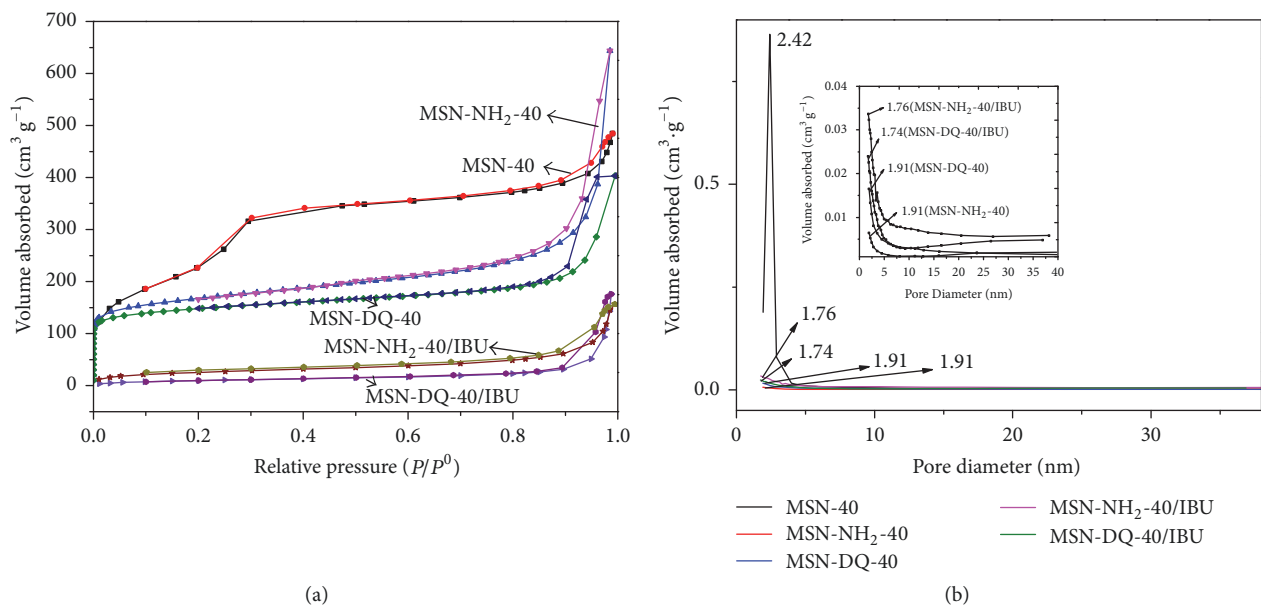 700
600
500
400
300
200
100
0
Volume absorbed (cm³ g⁻¹)
MSN-NH₂-40
MSN-40
MSN-DQ-40
MSN-NH₂-40/IBU
MSN-DQ-40/IBU
0.0 0.2 0.4 0.6 0.8 1.0
Relative pressure (P/P⁰)
(a)
2.42
0.5
0.0
Volume absorbed (cm³·g⁻¹)
0.04
0.03
0.02
0.01
Volume absorbed (cm³ g⁻¹)
1.76(MSN-NH₂-40/IBU)
1.74(MSN-DQ-40/IBU)
1.91(MSN-DQ-40)
1.91(MSN-NH₂-40)
0 5 10 15 20 25 30 35 40
Pore Diameter (nm)
1.76
1.74
1.91
1.91
0 10 20 30
Pore diameter (nm)
MSN-40
MSN-NH₂-40
MSN-DQ-40
MSN-NH₂-40/IBU
MSN-DQ-40/IBU
(b)